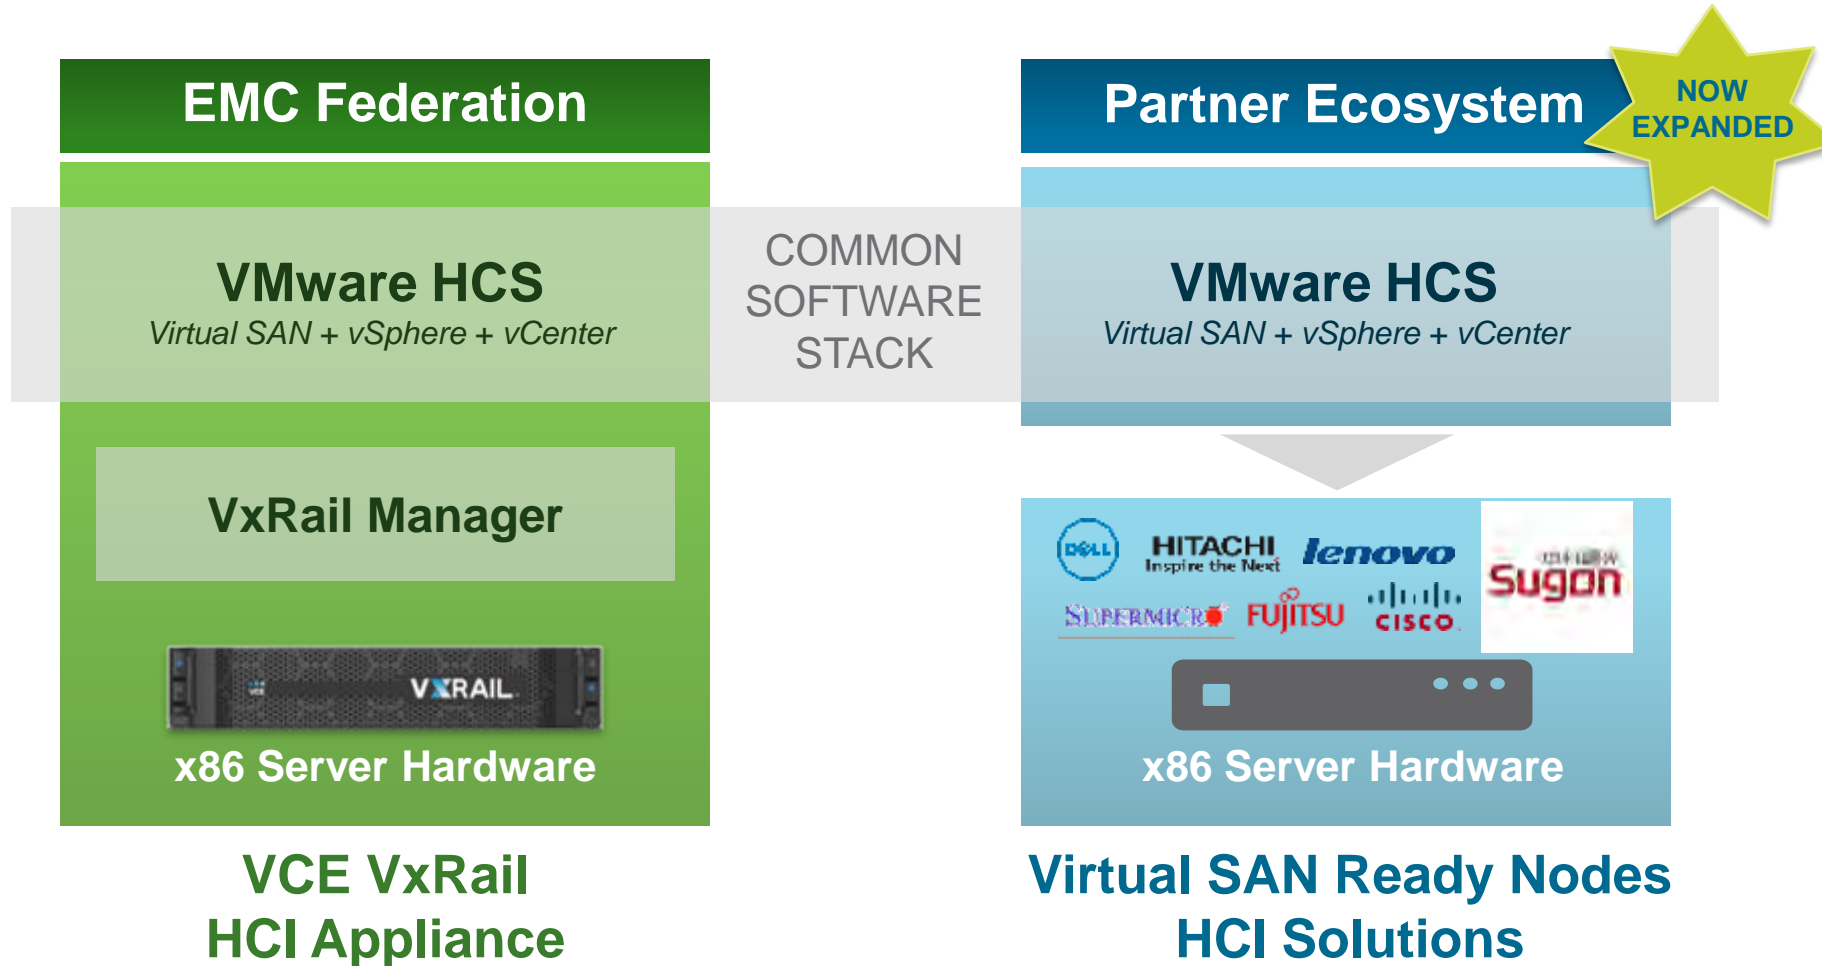 EMC Federation
VMware HCS
Virtual SAN + vSphere + vCenter
VxRail Manager
VCE
VXRAIL
x86 Server Hardware
VCE VxRail
HCI Appliance
COMMON
SOFTWARE
STACK
Partner Ecosystem
NOW
EXPANDED
VMware HCS
Virtual SAN + vSphere + vCenter
DELL
HITACHI
Inspire the Next
lenovo
Sugon
SUPERMICRO
FUJITSU
CISCO
x86 Server Hardware
Virtual SAN Ready Nodes
HCI Solutions